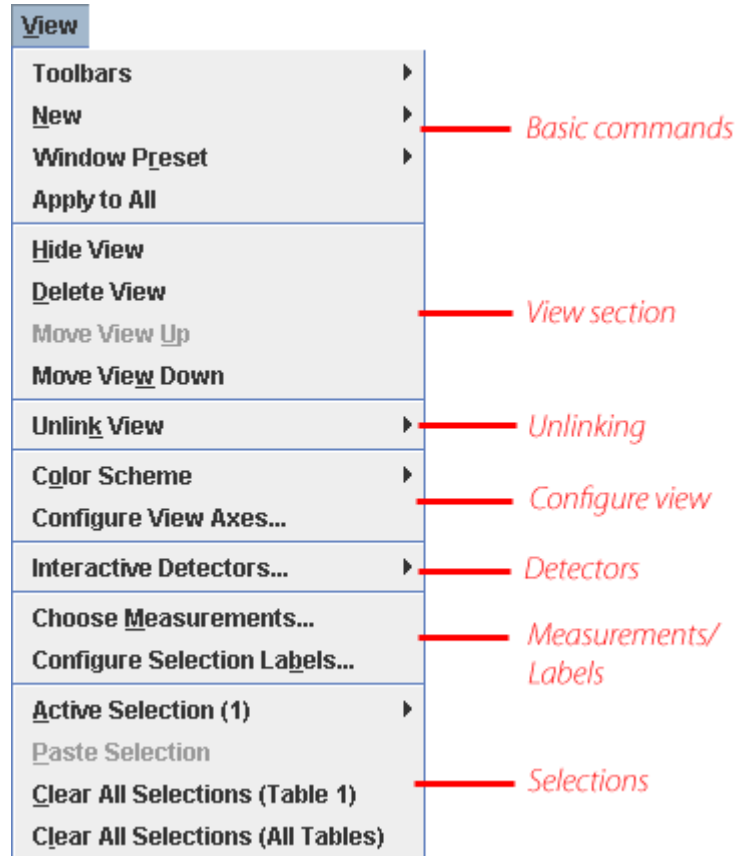 View
Toolbars
New
Window Preset
Apply to All
Basic commands
Hide View
Delete View
Move View Up
Move View Down
View section
Unlink View
Unlinking
Color Scheme
Configure View Axes...
Configure view
Interactive Detectors...
Detectors
Choose Measurements...
Configure Selection Labels...
Measurements/
Labels
Active Selection (1)
Paste Selection
Clear All Selections (Table 1)
Clear All Selections (All Tables)
Selections